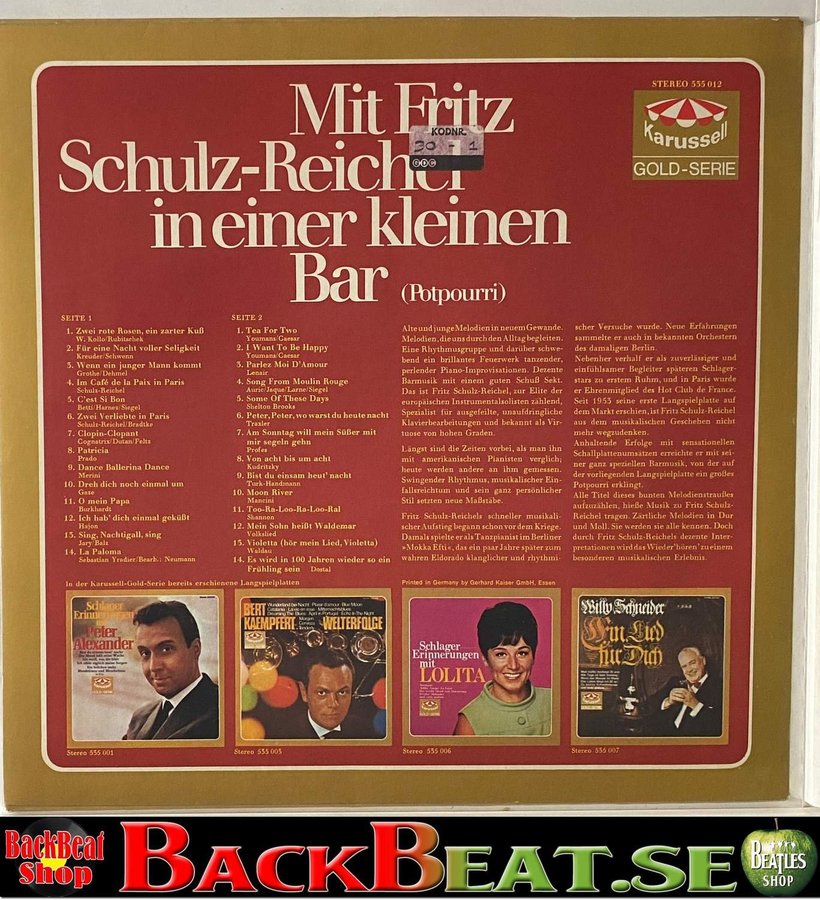 STEREO 535 012
Karussell
GOLD-SERIE
Mit Fritz
KODNR.
30 - 1
GDC
Schulz-Reichel
in einer kleinen
Bar (Potpourri)
SEITE 1
1. Zwei rote Rosen, ein zarter Kuß
W. Kollo/Rubitschek
2. Für eine Nacht voller Seligkeit
Kreuder/Schwenn
3. Wenn ein junger Mann kommt
Grothe/Dehmel
4. Im Café de la Paix in Paris
Schulz-Reichel
5. C'est Si Bon
Betti/Harnes/Siegel
6. Zwei Verliebte in Paris
Schulz-Reichel/Bradtke
7. Clopin-Clopant
Cognatrix/Dutan/Felts
8. Patricia
Prado
9. Dance Ballerina Dance
Merini
10. Dreh dich noch einmal um
Gaze
11. O mein Papa
Burkhardt
12. Ich hab' dich einmal geküßt
Hajon
13. Sing, Nachtigall, sing
Jary/Balz
14. La Paloma
Sebastian Yradier/Bearb.: Neumann
SEITE 2
1. Tea For Two
Youmans/Caesar
2. I Want To Be Happy
Youmans/Caesar
3. Parlez Moi D'Amour
Lenair
4. Song From Moulin Rouge
Auric/Jaque/Larne/Siegel
5. Some Of These Days
Shelton Brooks
6. Peter, Peter, wo warst du heute nacht
Traxler
7. Am Sonntag will mein Süßer mit
mir segeln gehn
Profes
8. Von acht bis um acht
Kudritzky
9. Bist du einsam heut' nacht
Turk-Handmann
10. Moon River
Mancini
11. Too-Ra-Loo-Ra-Loo-Ral
Shannon
12. Mein Sohn heißt Waldemar
Volkslied
13. Violetta (hör mein Lied, Violetta)
Waldau
14. Es wird in 100 Jahren wieder so ein
Frühling sein Dostal
Alte und junge Melodien in neuem Gewande.
Melodien, die uns durch den Alltag begleiten.
Eine Rhythmusgruppe und darüber schwe-
bend ein brillantes Feuerwerk tanzender,
perlender Piano-Improvisationen. Dezente
Barmusik mit einem guten Schuß Sekt.
Das ist Fritz Schulz-Reichel, zur Elite der
europäischen Instrumentalsolisten zählend,
Spezialist für ausgefeilte, unaufdringliche
Klavierbearbeitungen und bekannt als Vir-
tuose von hohen Graden.
Längst sind die Zeiten vorbei, als man ihn
mit amerikanischen Pianisten verglich;
heute werden andere an ihm gemessen.
Swingender Rhythmus, musikalischer Ein-
fallsreichtum und sein ganz persönlicher
Stil setzten neue Maßstäbe.
Fritz Schulz-Reichels schneller musikali-
scher Aufstieg begann schon vor dem Kriege.
Damals spielte er als Tanzpianist im Berliner
»Mokka Efti«, das ein paar Jahre später zum
wahren Eldorado klanglicher und rhythmi-
scher Versuche wurde. Neue Erfahrungen
sammelte er auch in bekannten Orchestern
des damaligen Berlin.
Nebenher verhalf er als zuverlässiger und
einfühlsamer Begleiter späteren Schlager-
stars zu erstem Ruhm, und in Paris wurde
er Ehrenmitglied des Hot Club de France.
Seit 1953 seine erste Langspielplatte auf
dem Markt erschien, ist Fritz Schulz-Reichel
aus dem musikalischen Geschehen nicht
mehr wegzudenken.
Anhaltende Erfolge mit sensationellen
Schallplattenumsätzen erreichte er mit sei-
ner ganz speziellen Barmusik, von der auf
der vorliegenden Langspielplatte ein großes
Potpourri erklingt.
Alle Titel dieses bunten Melodienstraußes
aufzuzählen, hieße Musik zu Fritz Schulz-
Reichel tragen. Zärtliche Melodien in Dur
und Moll. Sie werden sie alle kennen. Doch
durch Fritz Schulz-Reichels dezente Inter-
pretationen wird das Wieder'hören' zu einem
besonderen musikalischen Erlebnis.
In der Karussell-Gold-Serie bereits erschienene Langspielplatten
Printed in Germany by Gerhard Kaiser GmbH, Essen
Schlager
Erinnerungen
mit
Peter
Alexander
GOLD-SERIE
BERT
KAEMPFERT
WELTERFOLGE
Schlager
Erinnerungen
mit
LOLITA
Willy Schneider
Ein Lied
für Dich
Stereo 535 001
Stereo 535 003
Stereo 535 006
Stereo 535 007
BackBeat
Shop
BACKBEAT.SE
BEATLES
SHOP